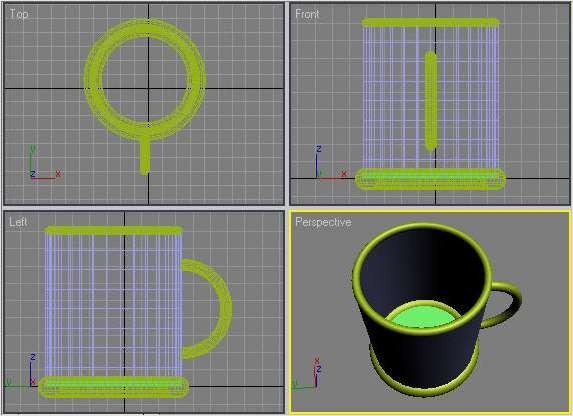 Top
y
z x
Front
z
y x
Left
z
y x
Perspective
x
z
y